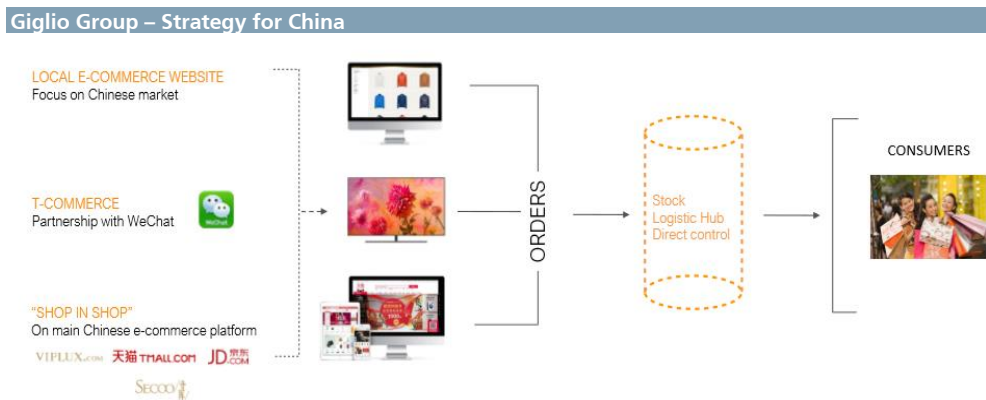 Giglio Group – Strategy for China
LOCAL E-COMMERCE WEBSITE
Focus on Chinese market
T-COMMERCE
Partnership with WeChat
WeChat
"SHOP IN SHOP"
On main Chinese e-commerce platform
VIPLUX.COM
天猫 TMALL.COM
JD 京东
.COM
SECOO
ORDERS
Stock
Logistic Hub
Direct control
CONSUMERS